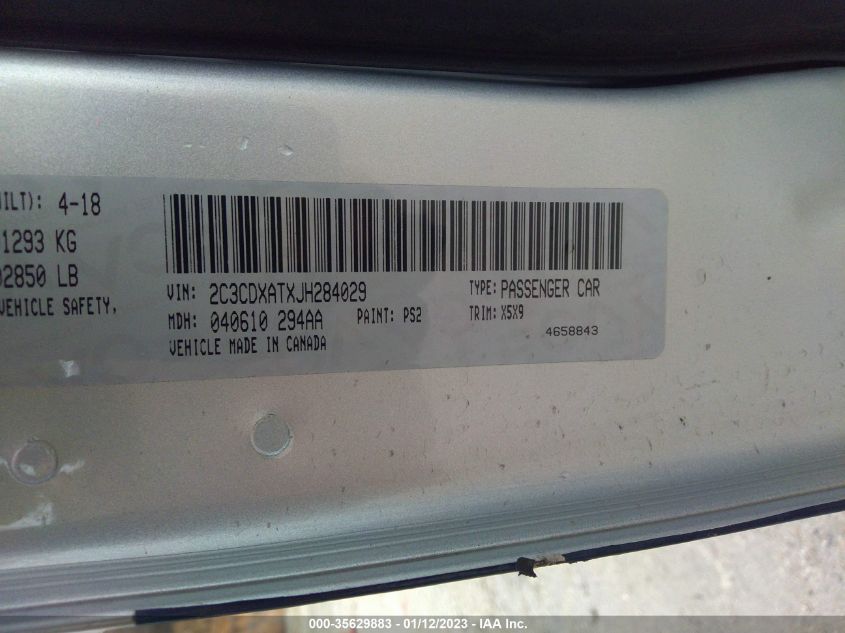 UILT): 4-18
1293 KG
02850 LB
VEHICLE SAFETY,
VIN: 2C3CDXATXJH284029
TYPE: PASSENGER CAR
MDH: 040610 294AA
PAINT: PS2
TRIM: X5X9
VEHICLE MADE IN CANADA
4658843
000-35629883 - 01/12/2023 - IAA Inc.